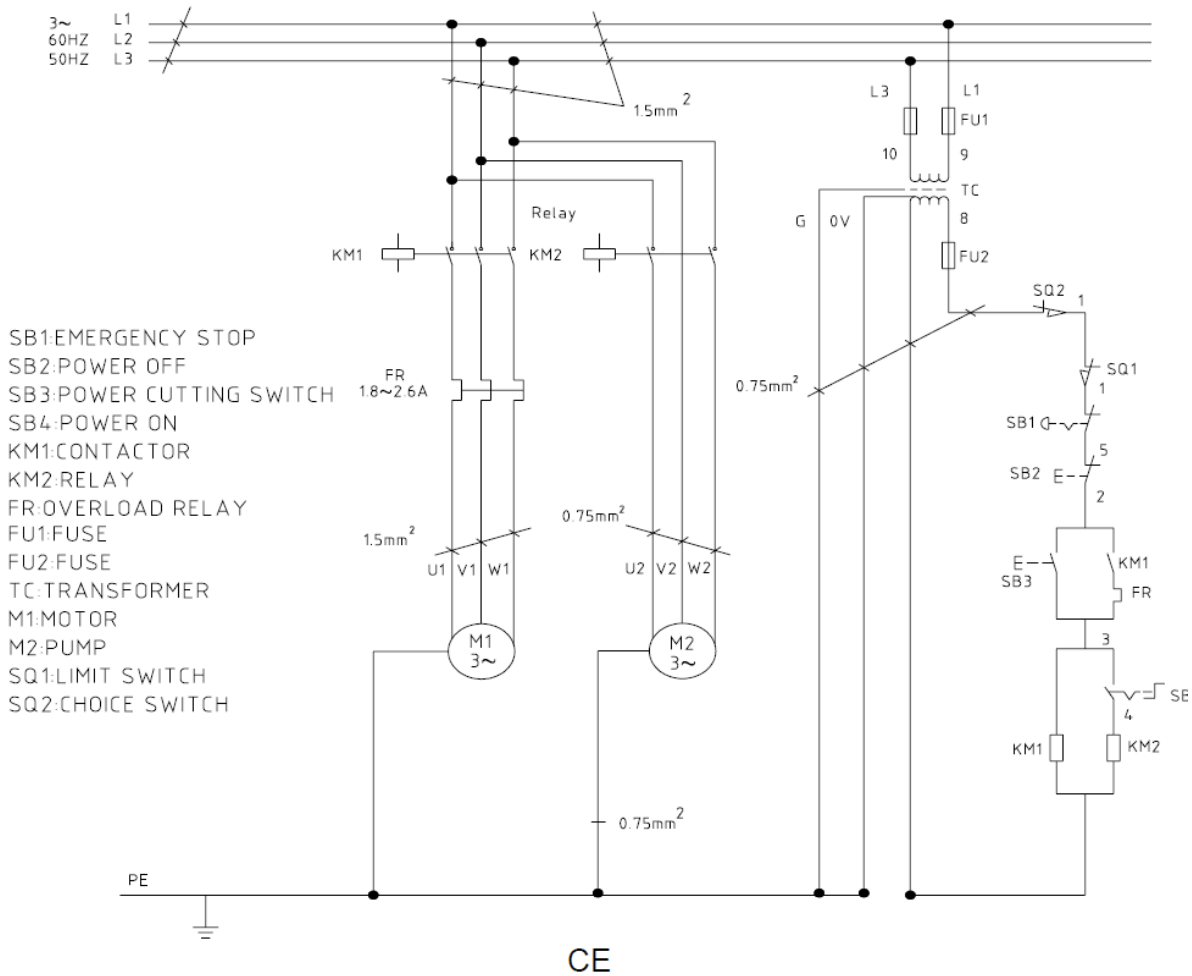 3~ L1
60HZ L2
50HZ L3
1.5mm²
L3 L1
FU1
10 9
TC
G 0V 8
FU2
Relay
KM1
KM2
SQ2
1
SQ1
1
0.75mm²
SB1
5
SB2
2
SB3
KM1
FR
3
SB
4
KM1
KM2
FR
1.8~2.6A
1.5mm²
0.75mm²
U1 V1 W1
U2 V2 W2
M1
3~
M2
3~
0.75mm²
PE
SB1:EMERGENCY STOP
SB2:POWER OFF
SB3:POWER CUTTING SWITCH
SB4:POWER ON
KM1:CONTACTOR
KM2:RELAY
FR:OVERLOAD RELAY
FU1:FUSE
FU2:FUSE
TC:TRANSFORMER
M1:MOTOR
M2:PUMP
SQ1:LIMIT SWITCH
SQ2:CHOICE SWITCH
CE